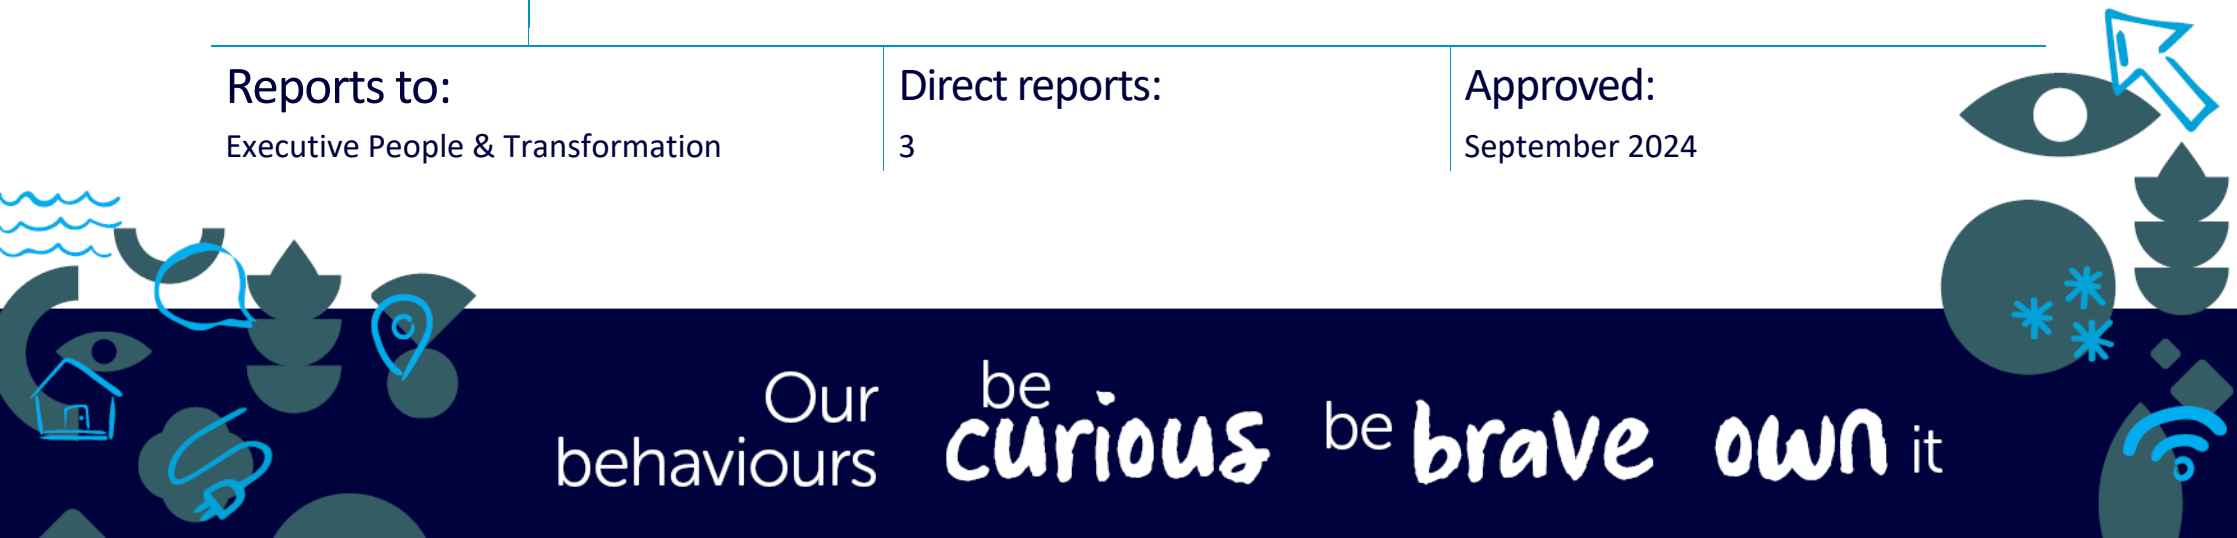 Reports to:
Executive People & Transformation
Direct reports:
3
Approved:
September 2024
Our
behaviours
be
curious
be brave
own it